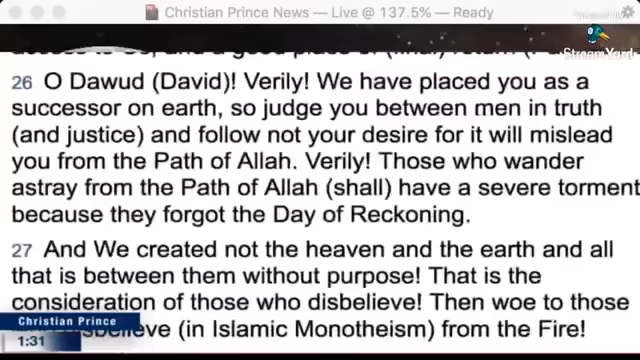 Christian Prince News — Live @ 137.5% — Ready
StreamYard
26 O Dawud (David)! Verily! We have placed you as a
successor on earth, so judge you between men in truth
(and justice) and follow not your desire for it will mislead
you from the Path of Allah. Verily! Those who wander
astray from the Path of Allah (shall) have a severe torment
because they forgot the Day of Reckoning.
27 And We created not the heaven and the earth and all
that is between them without purpose! That is the
consideration of those who disbelieve! Then woe to those
Christian Prince
(in Islamic Monotheism) from the Fire!
1:31